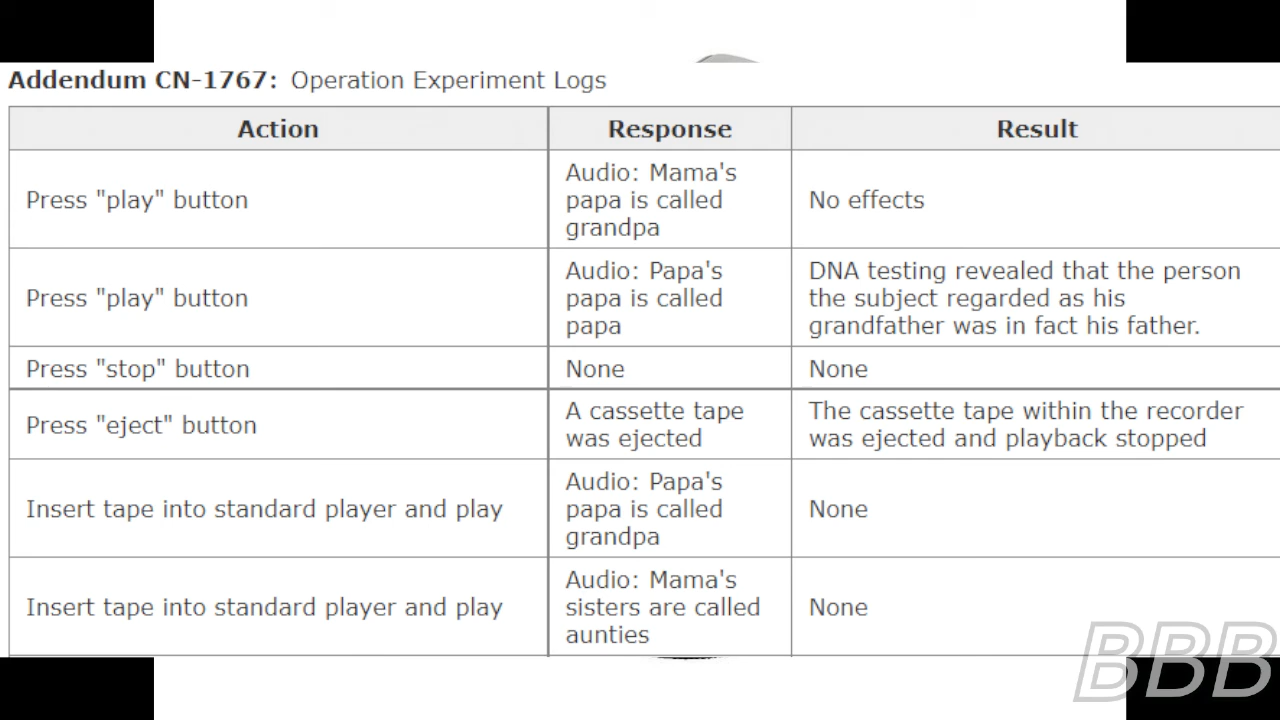 Addendum CN-1767: Operation Experiment Logs
Action Response Result
Press "play" button
Audio: Mama's
papa is called
grandpa
No effects
Press "play" button
Audio: Papa's
papa is called
papa
DNA testing revealed that the person
the subject regarded as his
grandfather was in fact his father.
Press "stop" button
None
None
Press "eject" button
A cassette tape
was ejected
The cassette tape within the recorder
was ejected and playback stopped
Insert tape into standard player and play
Audio: Papa's
papa is called
grandpa
None
Insert tape into standard player and play
Audio: Mama's
sisters are called
aunties
None
BBB